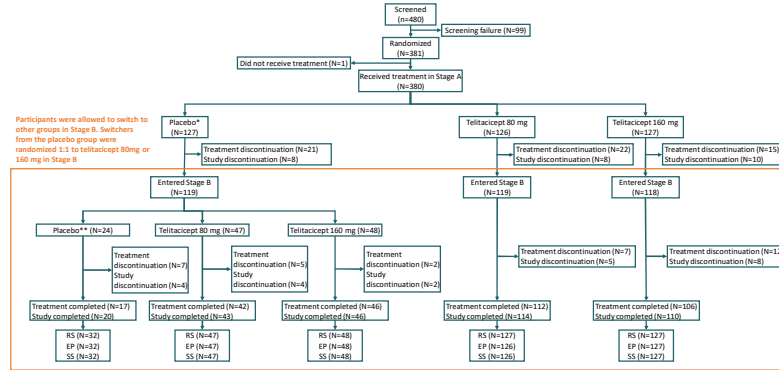 Screened
(n=480)
Screening failure (N=99)
Randomized
(N=381)
Did not receive treatment (N=1)
Received treatment in Stage A
(N=380)
Participants were allowed to switch to
other groups in Stage B. Switchers
from the placebo group were
randomized 1:1 to telitacicept 80mg or
160 mg in Stage B
Placebo*
(N=127)
Telitacicept 80 mg
(N=126)
Telitacicept 160 mg
(N=127)
Treatment discontinuation (N=21)
Study discontinuation (N=8)
Treatment discontinuation (N=22)
Study discontinuation (N=8)
Treatment discontinuation (N=15)
Study discontinuation (N=10)
Entered Stage B
(N=119)
Entered Stage B
(N=119)
Entered Stage B
(N=118)
Placebo** (N=24)
Telitacicept 80 mg (N=47)
Telitacicept 160 mg (N=48)
Treatment
discontinuation (N=7)
Study
discontinuation (N=4)
Treatment
discontinuation (N=5)
Study
discontinuation (N=4)
Treatment
discontinuation (N=2)
Study
discontinuation (N=2)
Treatment discontinuation (N=7)
Study discontinuation (N=5)
Treatment discontinuation (N=12
Study discontinuation (N=8)
Treatment completed (N=17)
Study completed (N=20)
Treatment completed (N=42)
Study completed (N=43)
Treatment completed (N=46)
Study completed (N=46)
Treatment completed (N=112)
Study completed (N=114)
Treatment completed (N=106)
Study completed (N=110)
RS (N=32)
EP (N=32)
SS (N=32)
RS (N=47)
EP (N=47)
SS (N=47)
RS (N=48)
EP (N=48)
SS (N=48)
RS (N=127)
EP (N=126)
SS (N=126)
RS (N=127)
EP (N=127)
SS (N=127)